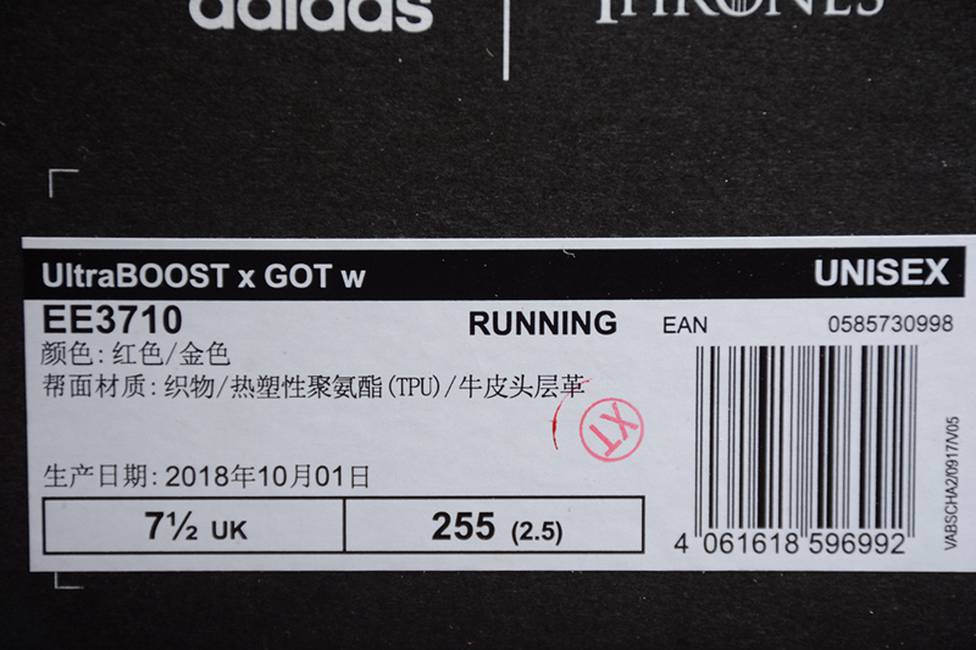 adidas
THRONES
UltraBOOST x GOT w UNISEX
EE3710 RUNNING EAN 0585730998
颜色: 红色/金色
帮面材质: 织物/热塑性聚氨酯(TPU)/牛皮头层革
XT
生产日期: 2018年10月01日
7½ UK 255 (2.5)
4 061618 596992
VABSCHA2/0917/V05